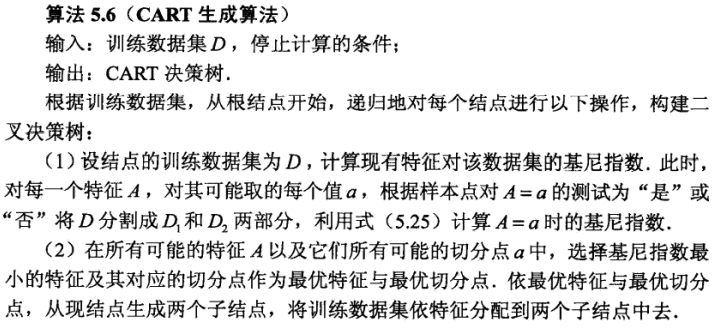 算法 5.6（CART 生成算法）
输入：训练数据集 D，停止计算的条件；
输出：CART 决策树．
根据训练数据集，从根结点开始，递归地对每个结点进行以下操作，构建二
叉决策树：
（1）设结点的训练数据集为 D，计算现有特征对该数据集的基尼指数．此时，
对每一个特征 A，对其可能取的每个值 a，根据样本点对 A = a 的测试为“是”或
“否”将 D 分割成 D₁ 和 D₂ 两部分，利用式（5.25）计算 A = a 时的基尼指数．
（2）在所有可能的特征 A 以及它们所有可能的切分点 a 中，选择基尼指数最
小的特征及其对应的切分点作为最优特征与最优切分点．依最优特征与最优切分
点，从现结点生成两个子结点，将训练数据集依特征分配到两个子结点中去．